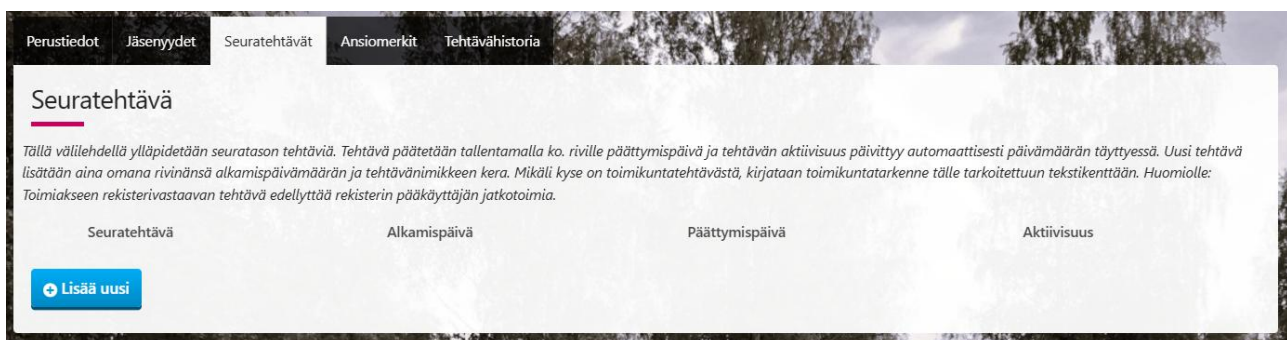 Perustiedot Jäsenyydet Seuratehtävät Ansiomerkit Tehtävähistoria
Seuratehtävä
Tällä välilehdellä ylläpidetään seuratason tehtäviä. Tehtävä päätetään tallentamalla ko. riville päättymispäivä ja tehtävän aktiivisuus päivittyy automaattisesti päivämäärän täyttyessä. Uusi tehtävä
lisätään aina omana rivinänsä alkamispäivämäärän ja tehtävänimikkeen kera. Mikäli kyse on toimikuntatehtävästä, kirjataan toimikuntatarkenne tälle tarkoitettuun tekstikenttään. Huomiolle:
Toimiakseen rekisterivastaavan tehtävä edellyttää rekisterin pääkäyttäjän jatkotoimia.
Seuratehtävä Alkamispäivä Päättymispäivä Aktiivisuus
Lisää uusi